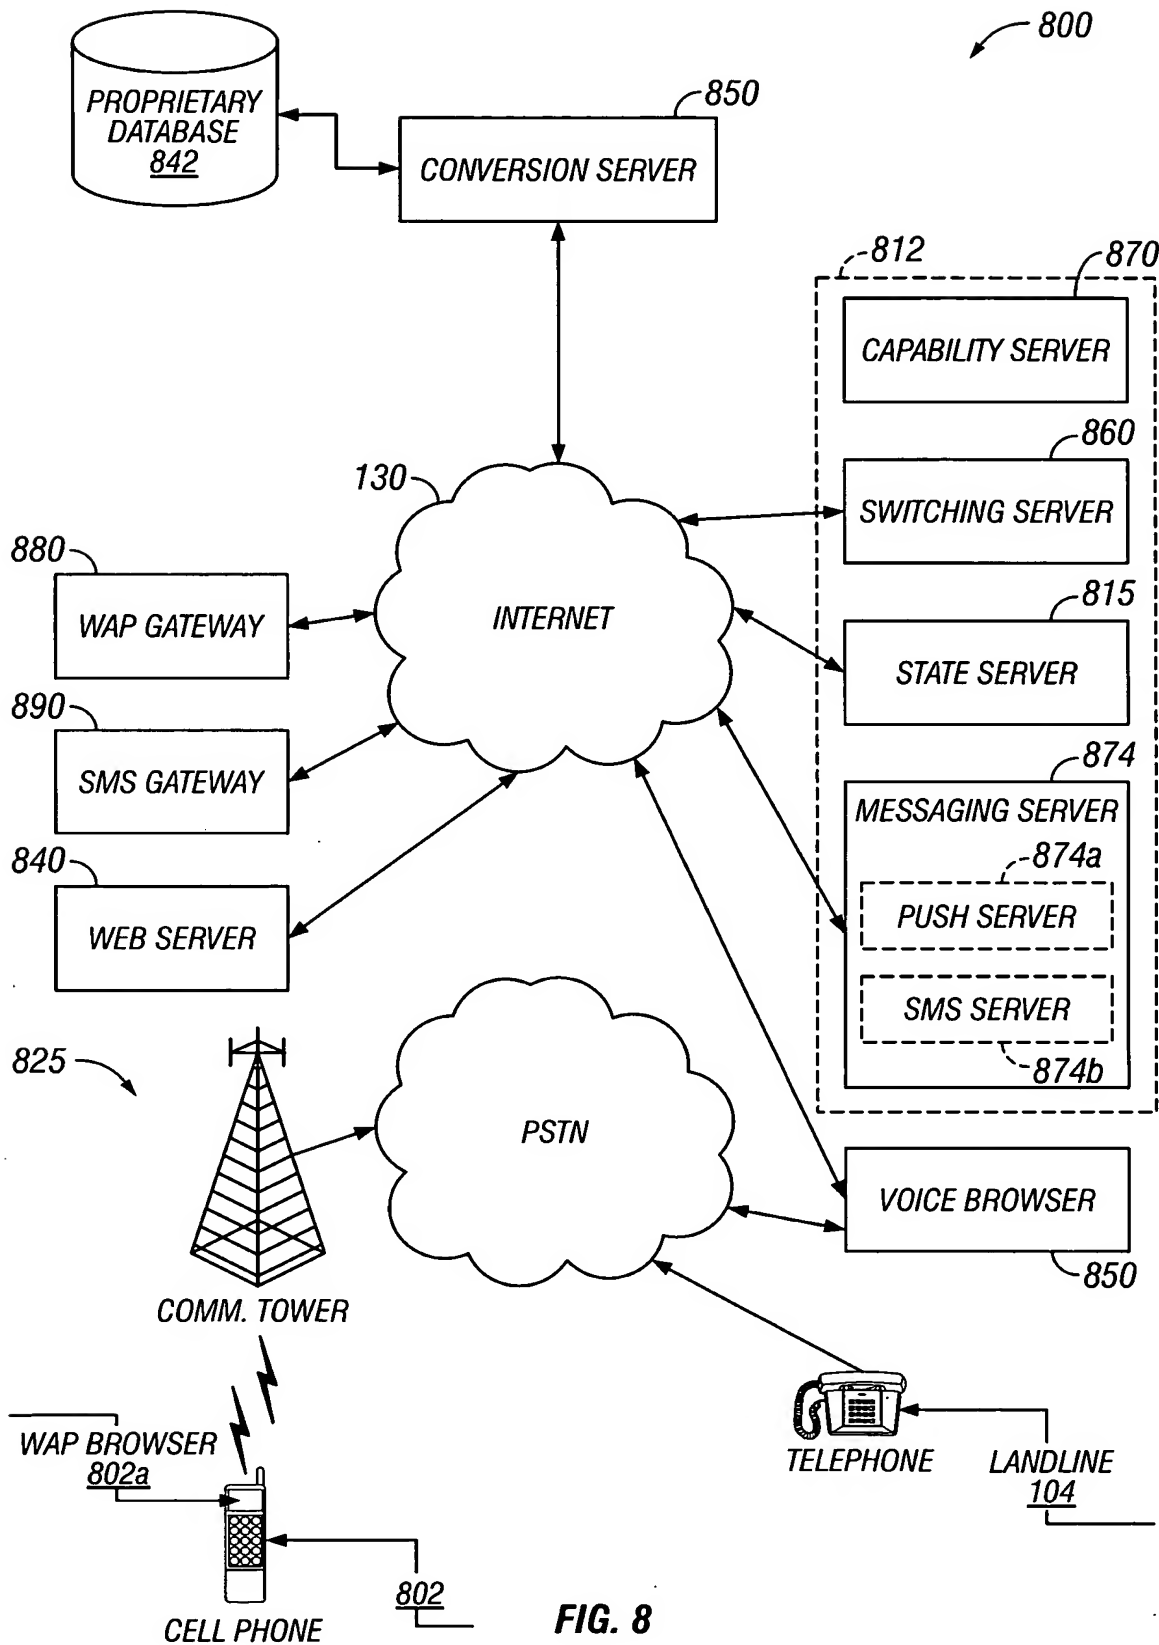 800
PROPRIETARY
DATABASE
842
850
CONVERSION SERVER
812
870
CAPABILITY SERVER
130
860
SWITCHING SERVER
880
WAP GATEWAY
INTERNET
815
STATE SERVER
890
SMS GATEWAY
874
MESSAGING SERVER
874a
PUSH SERVER
840
WEB SERVER
SMS SERVER
874b
825
PSTN
VOICE BROWSER
850
COMM. TOWER
WAP BROWSER
802a
TELEPHONE
LANDLINE
104
802
CELL PHONE
FIG. 8